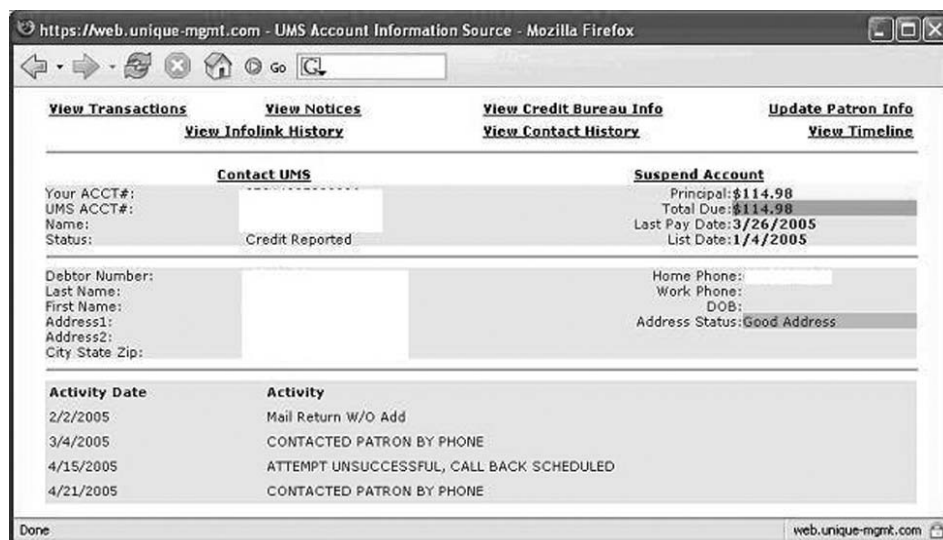 https://web.unique-mgmt.com - UMS Account Information Source - Mozilla Firefox
Go
View Transactions View Notices View Credit Bureau Info Update Patron Info
View Infolink History View Contact History View Timeline
Contact UMS Suspend Account
Your ACCT#: Principal: $114.98
UMS ACCT#: Total Due: $114.98
Name: Last Pay Date: 3/26/2005
Status: Credit Reported List Date: 1/4/2005
Debtor Number: Home Phone:
Last Name: Work Phone:
First Name: DOB:
Address1: Address Status: Good Address
Address2:
City State Zip:
Activity Date Activity
2/2/2005 Mail Return W/O Add
3/4/2005 CONTACTED PATRON BY PHONE
4/15/2005 ATTEMPT UNSUCCESSFUL, CALL BACK SCHEDULED
4/21/2005 CONTACTED PATRON BY PHONE
Done web.unique-mgmt.com